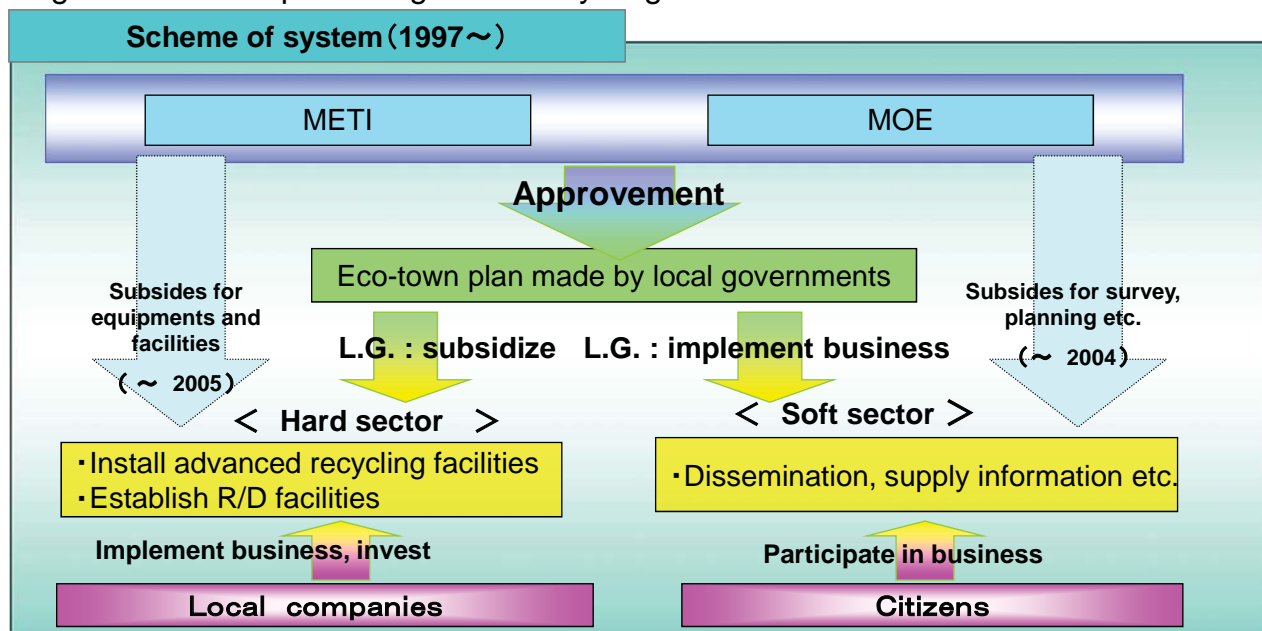 Scheme of system（1997～）
METI
MOE
Approvement
Eco-town plan made by local governments
Subsides for
equipments and
facilities
（～ 2005）
Subsides for survey,
planning etc.
（～ 2004）
L.G. : subsidize
L.G. : implement business
＜ Hard sector ＞
＜ Soft sector ＞
・Install advanced recycling facilities
・Establish R/D facilities
・Dissemination, supply information etc.
Implement business, invest
Participate in business
Local companies
Citizens